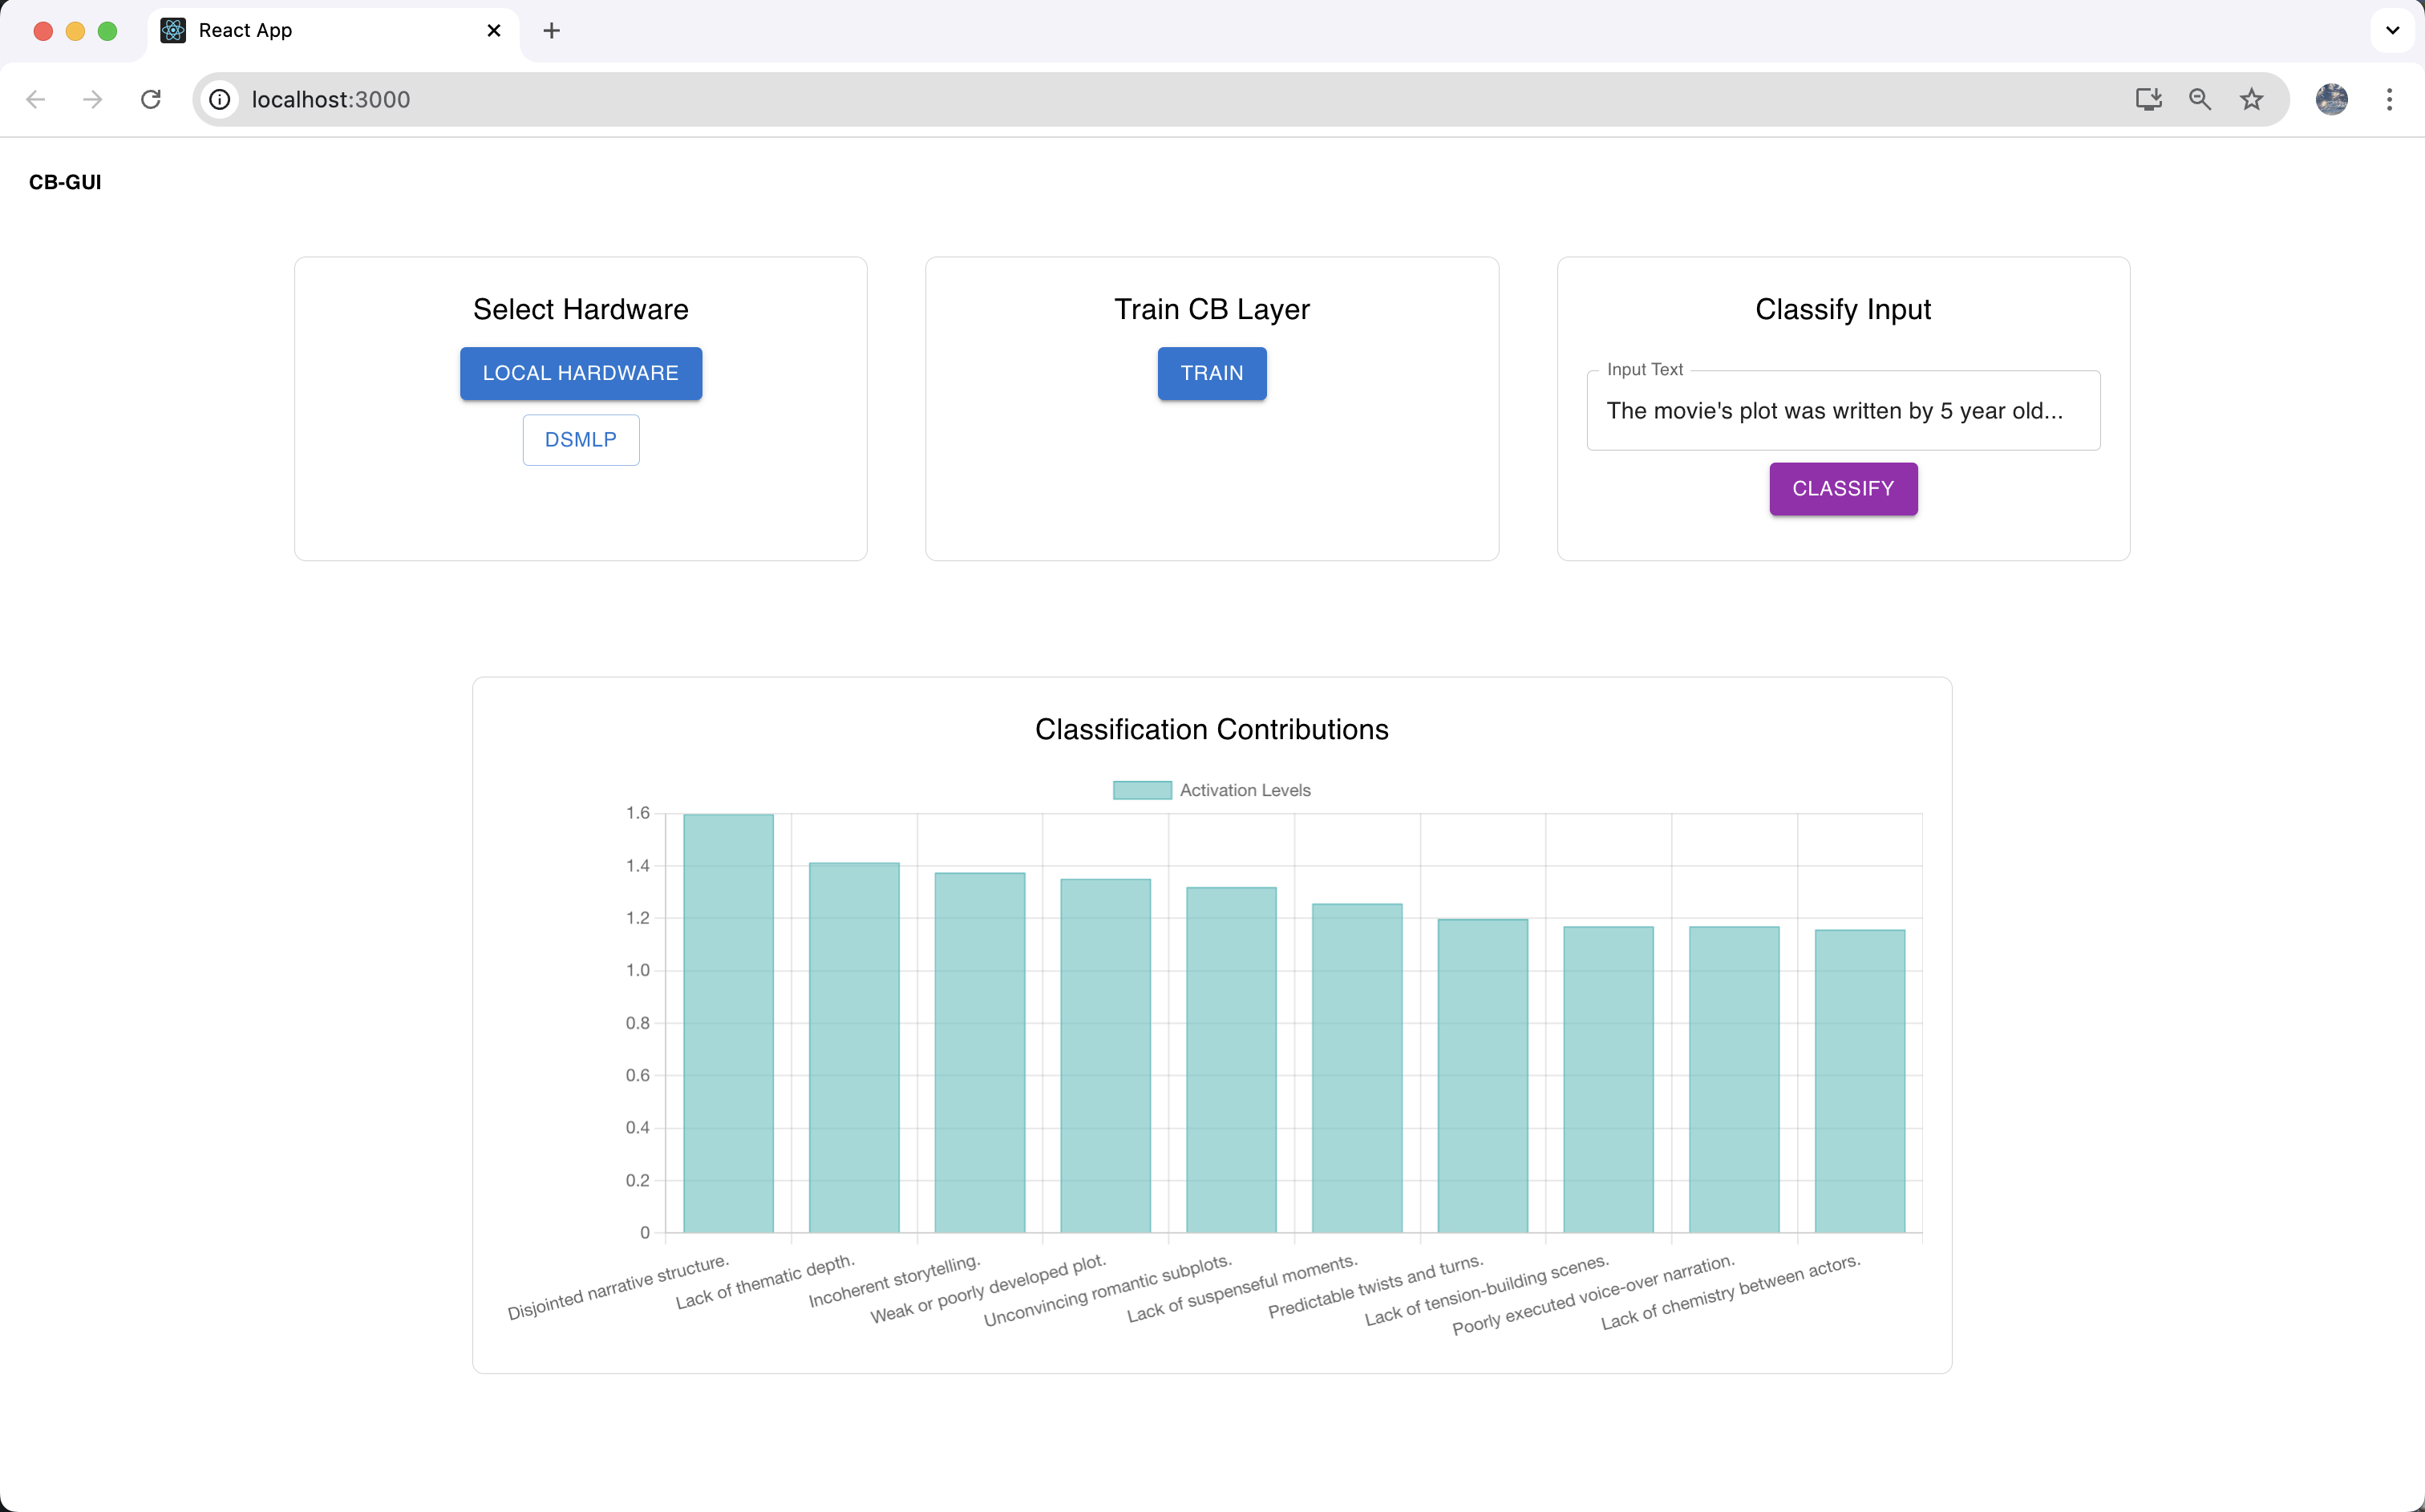 React App
localhost:3000
CB-GUI
Select Hardware
LOCAL HARDWARE
DSMLP
Train CB Layer
TRAIN
Classify Input
Input Text
The movie's plot was written by 5 year old...
CLASSIFY
Classification Contributions
Activation Levels
1.6
1.4
1.2
1.0
0.8
0.6
0.4
0.2
0
Disjointed narrative structure.
Lack of thematic depth.
Incoherent storytelling.
Weak or poorly developed plot.
Unconvincing romantic subplots.
Lack of suspenseful moments.
Predictable twists and turns.
Lack of tension-building scenes.
Poorly executed voice-over narration.
Lack of chemistry between actors.